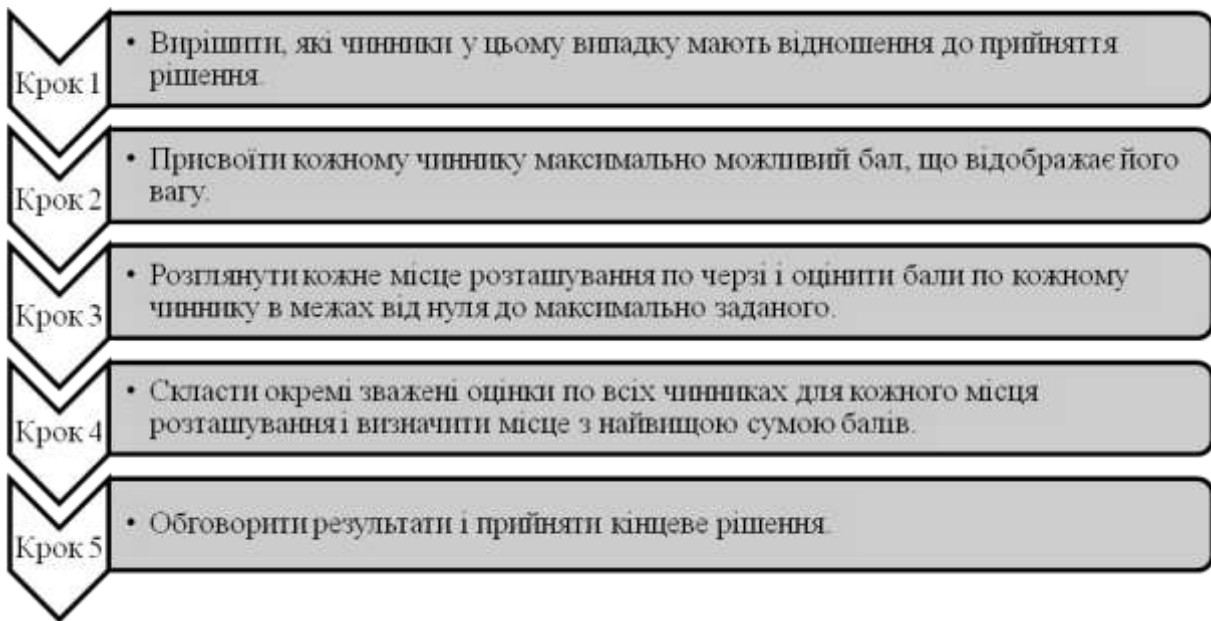 Крок 1
• Вирішити, які чинники у цьому випадку мають відношення до прийняття
рішення.
Крок 2
• Присвоїти кожному чиннику максимально можливий бал, що відображає його
вагу.
Крок 3
• Розглянути кожне місце розташування по черзі і оцінити бали по кожному
чиннику в межах від нуля до максимально заданого.
Крок 4
• Скласти окремі зважені оцінки по всіх чинниках для кожного місця
розташування і визначити місце з найвищою сумою балів.
Крок 5
• Обговорити результати і прийняти кінцеве рішення.